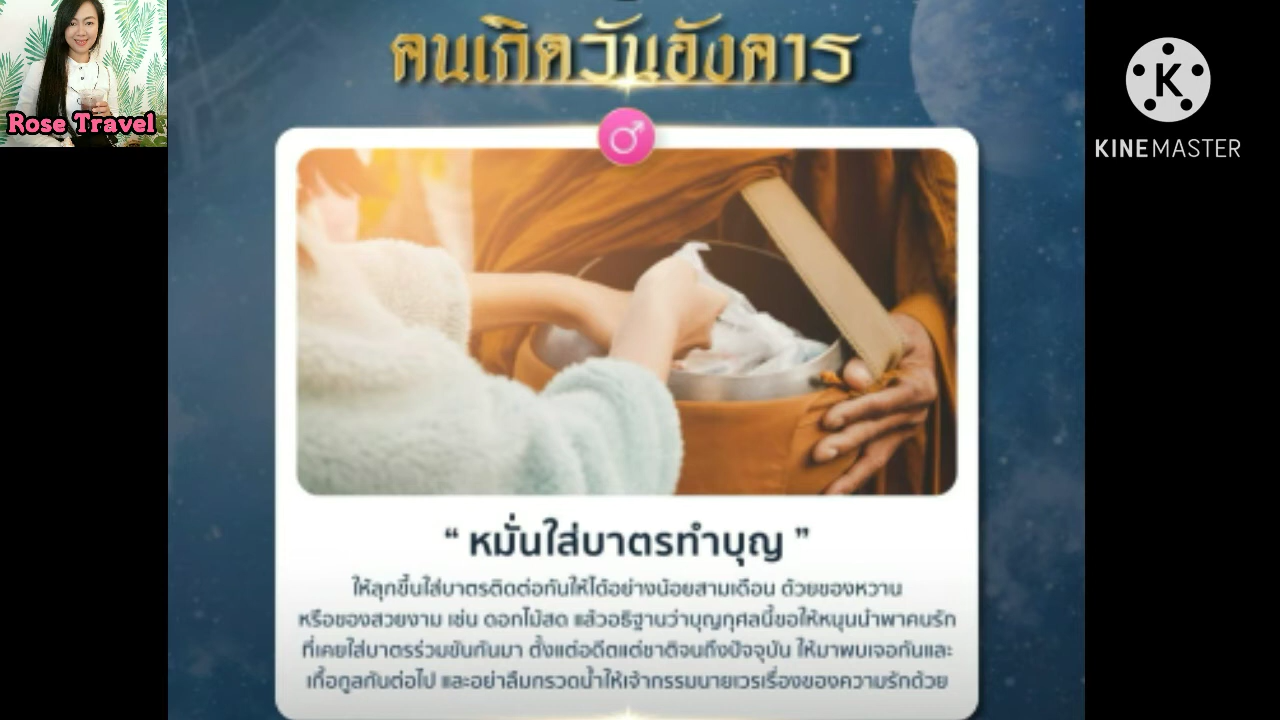 คนเกิดวันอังคาร
Rose Travel
KINEMASTER
“ หมั่นใส่บาตรทำบุญ ”
ให้ลุกขึ้นใส่บาตรติดต่อกันให้ได้อย่างน้อยสามเดือน ด้วยของหวาน
หรือของสวยงาม เช่น ดอกไม้สด แล้วอธิฐานว่าบุญกุศลนี้ขอให้หนุนนำพาคนรัก
ที่เคยใส่บาตรร่วมขันกันมา ตั้งแต่อดีตแต่ชาติจนถึงปัจจุบัน ให้มาพบเจอกันและ
เกื้อกูลกันต่อไป และอย่าลืมกรวดน้ำให้เจ้ากรรมนายเวรเรื่องของความรักด้วย